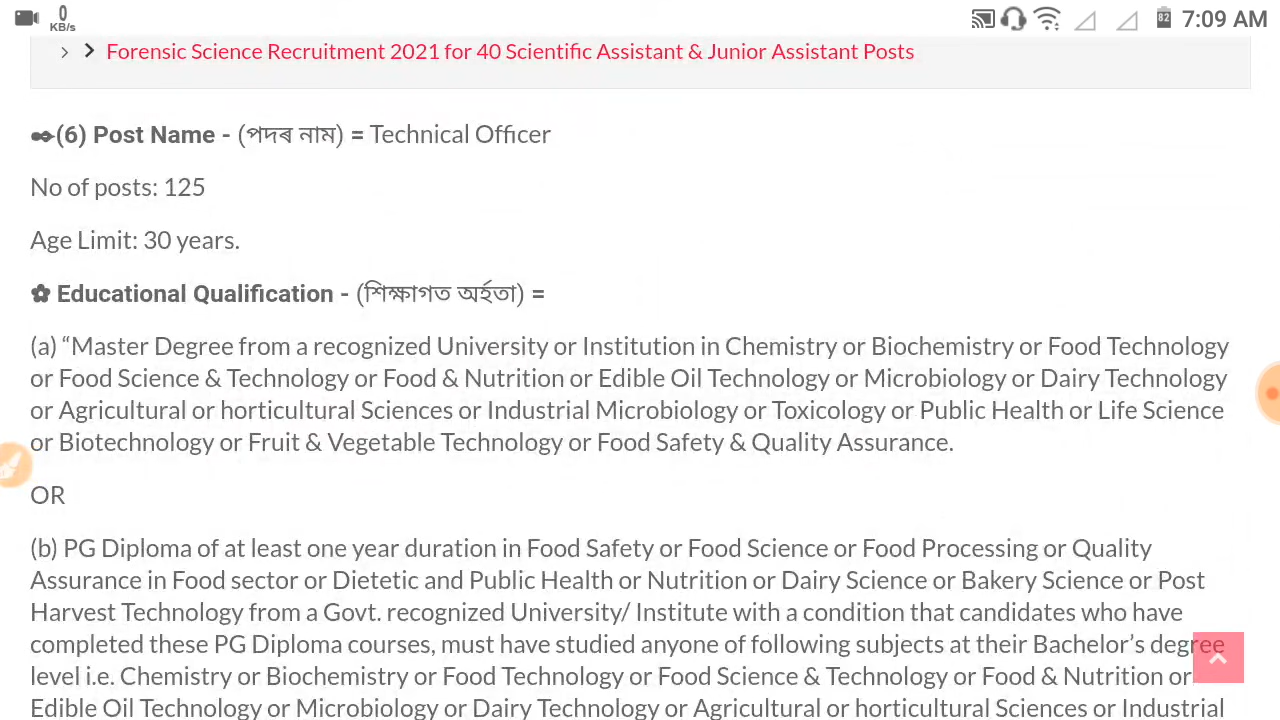 0
KB/s
82
7:09 AM
Forensic Science Recruitment 2021 for 40 Scientific Assistant & Junior Assistant Posts
✒(6) Post Name - (পদৰ নাম) = Technical Officer
No of posts: 125
Age Limit: 30 years.
✿ Educational Qualification - (শিক্ষাগত অৰ্হতা) =
(a) “Master Degree from a recognized University or Institution in Chemistry or Biochemistry or Food Technology
or Food Science & Technology or Food & Nutrition or Edible Oil Technology or Microbiology or Dairy Technology
or Agricultural or horticultural Sciences or Industrial Microbiology or Toxicology or Public Health or Life Science
or Biotechnology or Fruit & Vegetable Technology or Food Safety & Quality Assurance.
OR
(b) PG Diploma of at least one year duration in Food Safety or Food Science or Food Processing or Quality
Assurance in Food sector or Dietetic and Public Health or Nutrition or Dairy Science or Bakery Science or Post
Harvest Technology from a Govt. recognized University/ Institute with a condition that candidates who have
completed these PG Diploma courses, must have studied anyone of following subjects at their Bachelor’s degree
level i.e. Chemistry or Biochemistry or Food Technology or Food Science & Technology or Food & Nutrition or
Edible Oil Technology or Microbiology or Dairy Technology or Agricultural or horticultural Sciences or Industrial